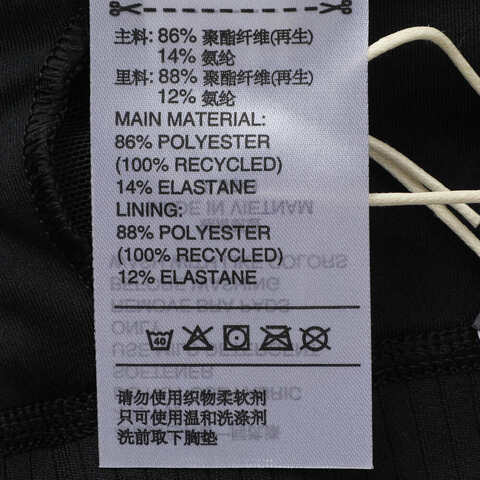 主料: 86% 聚酯纤维(再生)
14% 氨纶
里料: 88% 聚酯纤维(再生)
12% 氨纶
MAIN MATERIAL:
86% POLYESTER
(100% RECYCLED)
14% ELASTANE
LINING:
88% POLYESTER
(100% RECYCLED)
12% ELASTANE
40
请勿使用织物柔软剂
只可使用温和洗涤剂
洗前取下胸垫